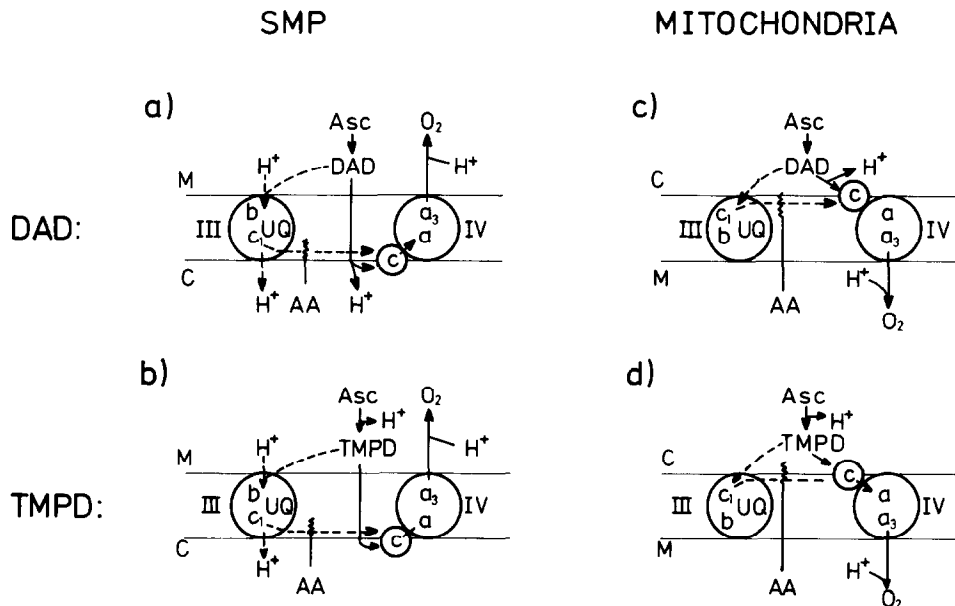 SMP
MITOCHONDRIA
DAD:
a)
Asc
O₂
H⁺
DAD
H⁺
M
b
III
UQ
c₁
a₃
a
IV
c
C
H⁺
AA
H⁺
c)
Asc
DAD
H⁺
C
c
c₁
III
UQ
b
a
a₃
IV
M
H⁺
AA
O₂
TMPD:
b)
Asc
O₂
H⁺
H⁺
TMPD
H⁺
M
b
III
UQ
c₁
a₃
a
IV
c
C
H⁺
AA
d)
Asc
H⁺
TMPD
C
c
c₁
III
UQ
b
a
a₃
IV
M
H⁺
AA
O₂